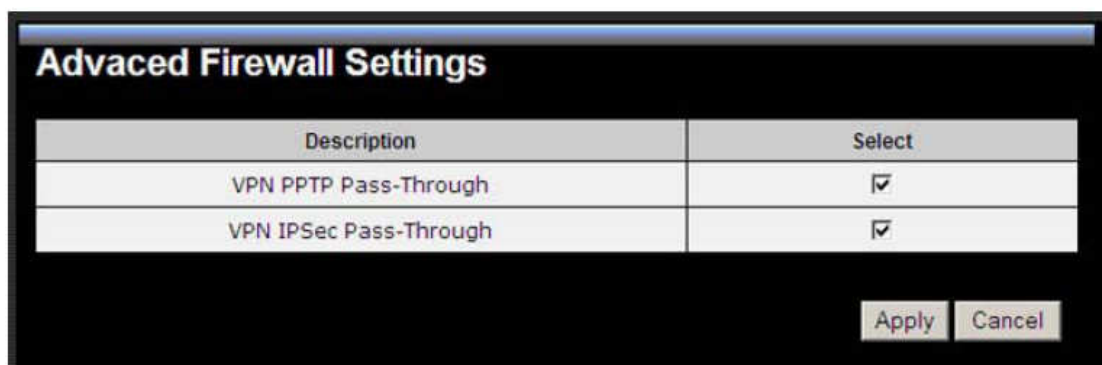 Advaced Firewall Settings
Description Select
VPN PPTP Pass-Through
VPN IPSec Pass-Through
Apply Cancel